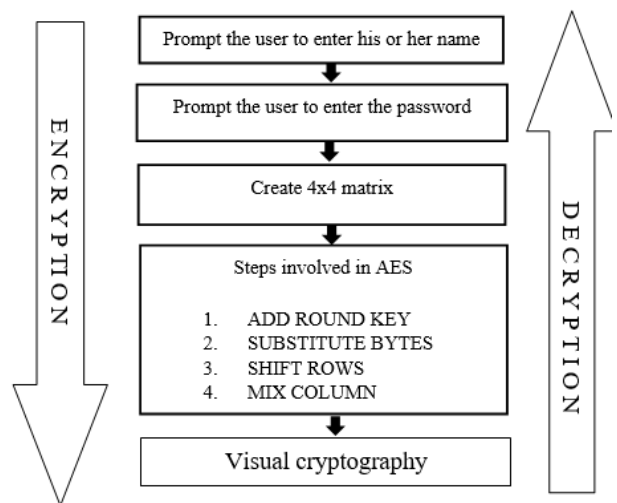 Prompt the user to enter his or her name
Prompt the user to enter the password
Create 4x4 matrix
Steps involved in AES
1. ADD ROUND KEY
2. SUBSTITUTE BYTES
3. SHIFT ROWS
4. MIX COLUMN
Visual cryptography
ENCRYPTION
DECRYPTION